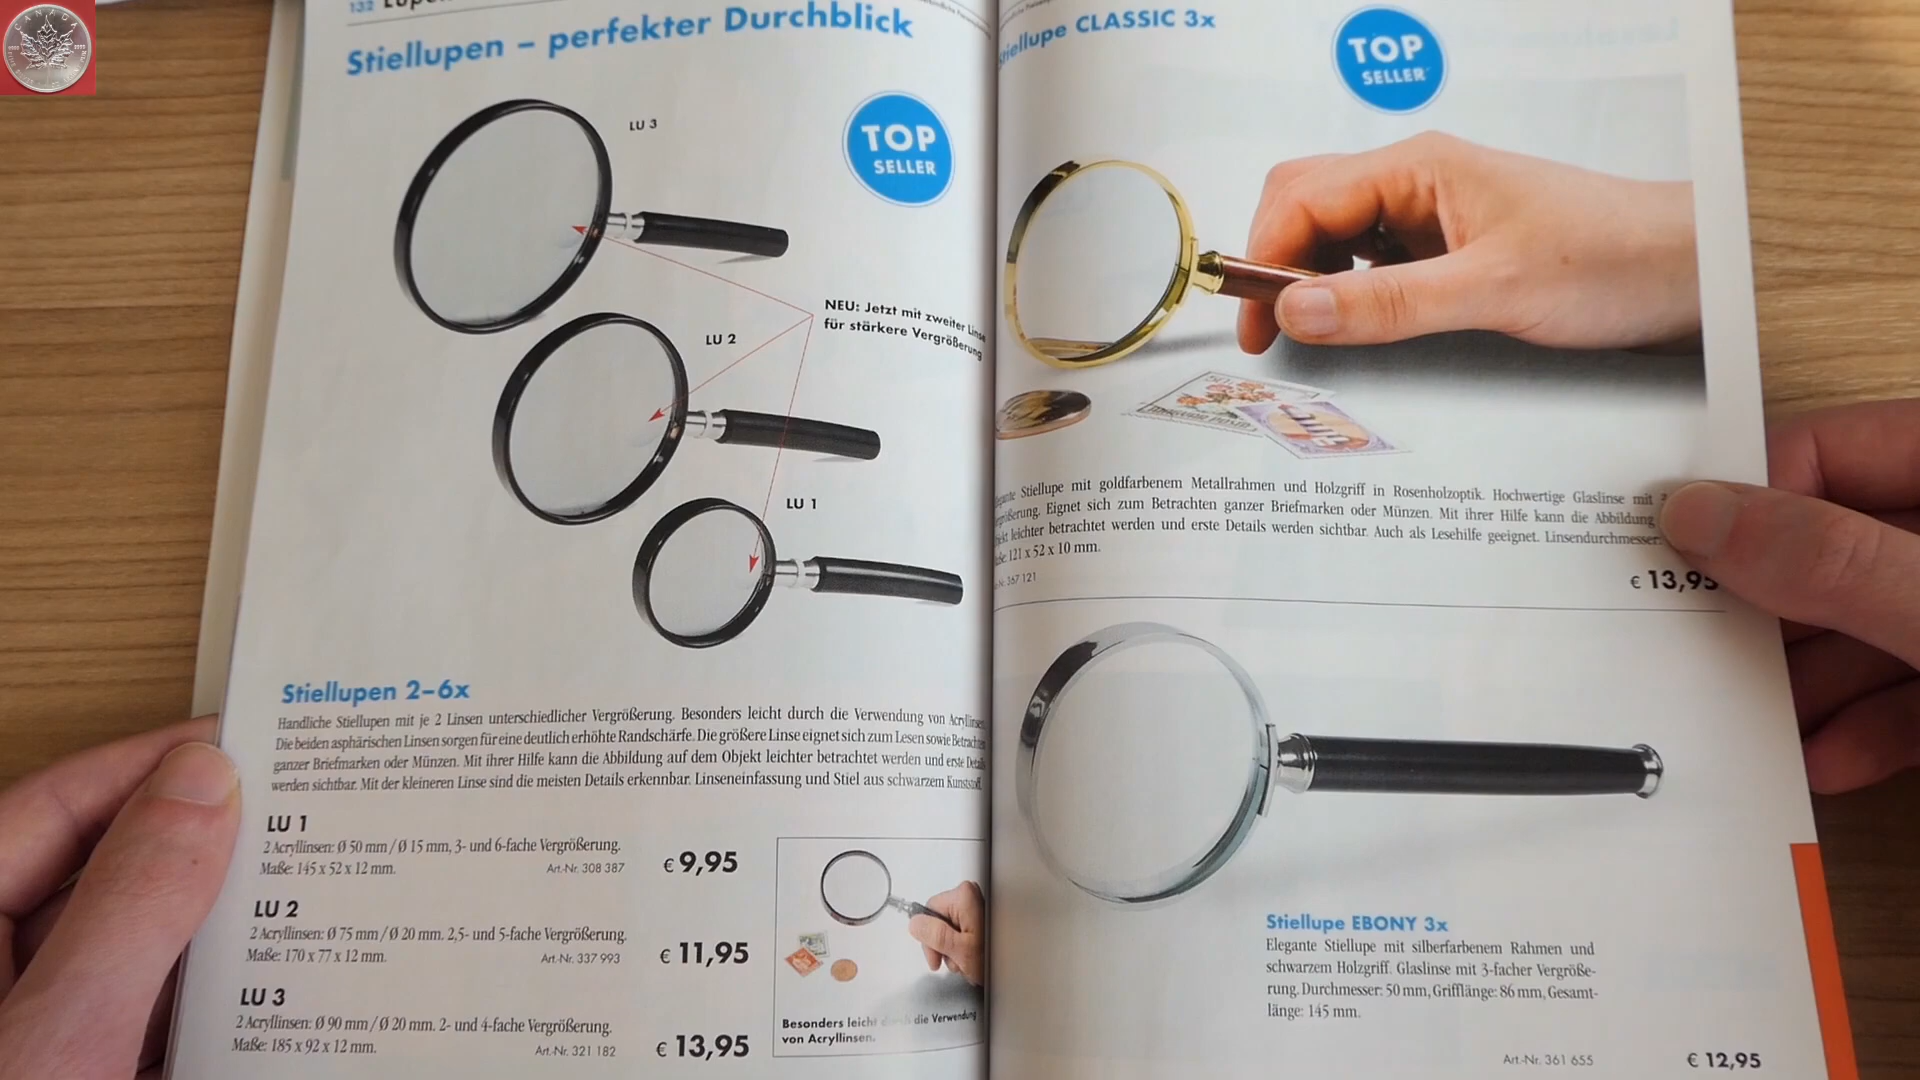 132
Stiellupen – perfekter Durchblick
LU 3
TOP
SELLER
NEU: Jetzt mit zweiter Linse
für stärkere Vergrößerung
LU 2
LU 1
Stiellupen 2–6x
Handliche Stiellupen mit je 2 Linsen unterschiedlicher Vergrößerung. Besonders leicht durch die Verwendung von
Die beiden asphärischen Linsen sorgen für eine deutlich erhöhte Randschärfe. Die größere Linse eignet sich zum Lesen sowie
ganzer Briefmarken oder Münzen. Mit ihrer Hilfe kann die Abbildung auf dem Objekt leichter betrachtet werden und erste
werden sichtbar. Mit der kleineren Linse sind die meisten Details erkennbar. Linseneinfassung und Stiel aus schwarzem
LU 1
2 Acryllinsen: Ø 50 mm / Ø 15 mm, 3- und 6-fache Vergrößerung.
Maße: 145 x 52 x 12 mm. Art.-Nr. 308 387 € 9,95
LU 2
2 Acryllinsen: Ø 75 mm / Ø 20 mm. 2,5- und 5-fache Vergrößerung.
Maße: 170 x 77 x 12 mm. Art.-Nr. 337 993 € 11,95
LU 3
2 Acryllinsen: Ø 90 mm / Ø 20 mm. 2- und 4-fache Vergrößerung.
Maße: 185 x 92 x 12 mm. Art.-Nr. 321 182 € 13,95
Besonders leicht durch die Verwendung
von Acryllinsen.
CLASSIC 3x
TOP
SELLER
Stiellupe mit goldfarbenem Metallrahmen und Holzgriff in Rosenholzoptik. Hochwertige Glaslinse mit
Eignet sich zum Betrachten ganzer Briefmarken oder Münzen. Mit ihrer Hilfe kann die Abbildung
leichter betrachtet werden und erste Details werden sichtbar. Auch als Lesehilfe geeignet. Linsendurchmesser:
121 x 52 x 10 mm.
367 121
€ 13,95
Stiellupe EBONY 3x
Elegante Stiellupe mit silberfarbenem Rahmen und
schwarzem Holzgriff. Glaslinse mit 3-facher Vergröße-
rung. Durchmesser: 50 mm, Grifflänge: 86 mm, Gesamt-
länge: 145 mm.
Art.-Nr. 361 655 € 12,95
CANADA